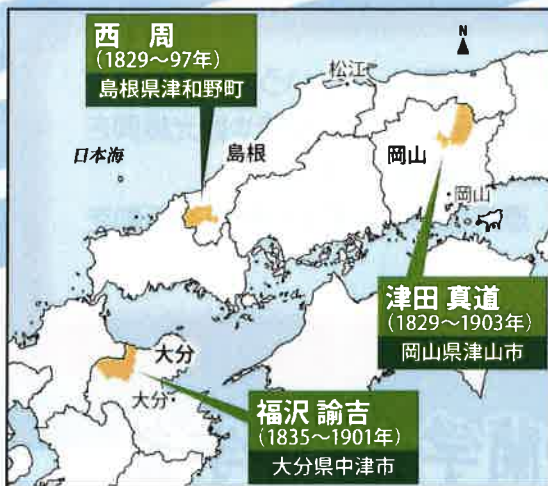 西 周
(1829～97年)
島根県津和野町
N
松江
日本海
島根
岡山
岡山
津田 真道
(1829～1903年)
岡山県津山市
大分
大分
福沢 諭吉
(1835～1901年)
大分県中津市